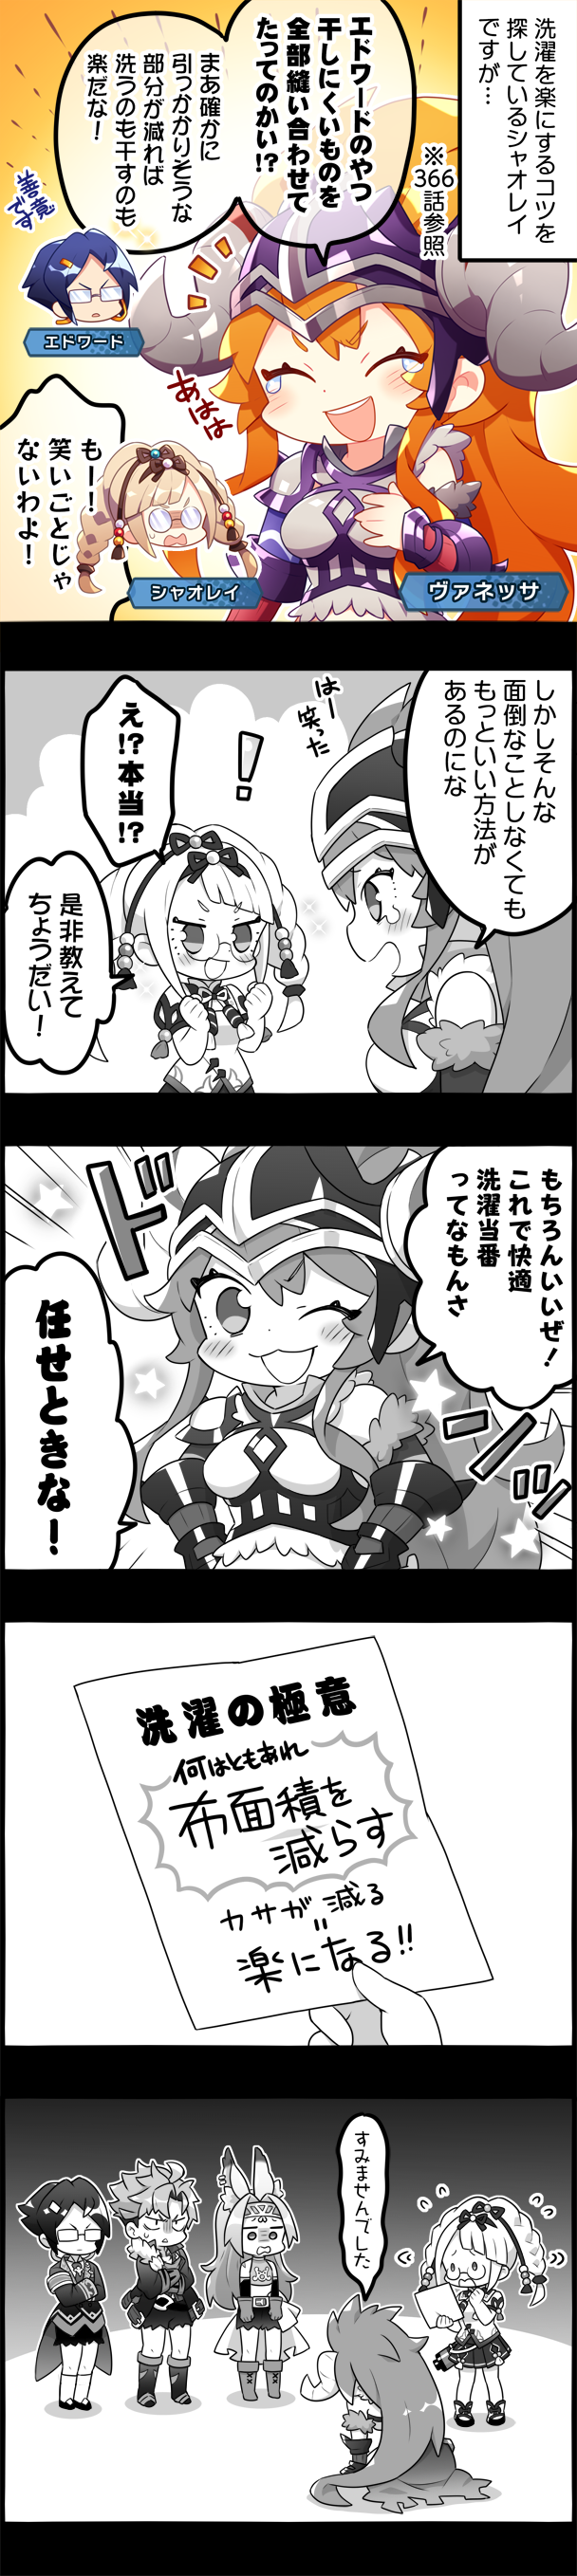 洗濯を楽にするコツを
探しているシャオレイ
ですが…
※366話参照
エドワードのやつ
干しにくいものを
全部縫い合わせて
たってのかい!?
まあ確かに
引っかかりそうな
部分が減れば
洗うのも干すのも
楽だな！
善意
です
エドワード
あはは
もー！
笑いごとじゃ
ないわよ！
シャオレイ
ヴァネッサ
しかしそんな
面倒なことしなくても
もっといい方法が
あるのにな
はー
笑った
！
え!?本当!?
是非教えて
ちょうだい！
もちろんいいぜ！
これで快適
洗濯当番
ってなもんさ
ドーンッ
任せときな！
洗濯の極意
何はともあれ
布面積を
減らす
カサが減る
=
楽になる!!
すみませんでした